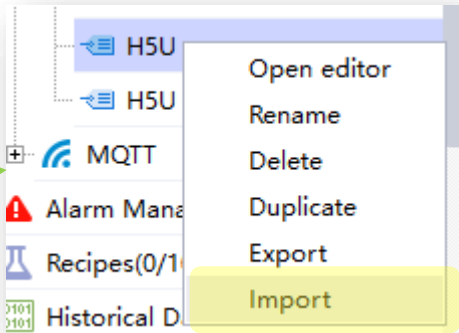 H5U
Open editor
H5U
Rename
MQTT
Delete
Alarm Mana
Duplicate
Recipes(0/1
Export
Import
Historical D